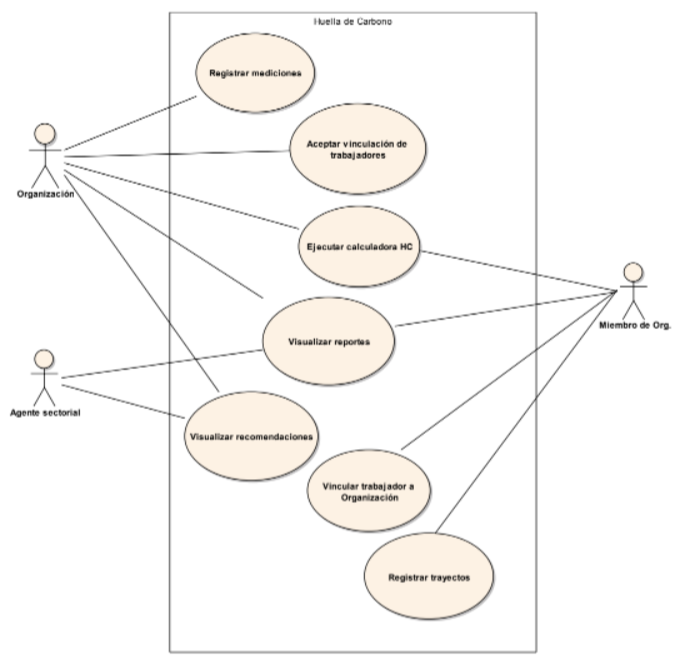 Huella de Carbono
Registrar mediciones
Aceptar vinculación de
trabajadores
Organización
Ejecutar calculadora HC
Miembro de Org.
Visualizar reportes
Agente sectorial
Visualizar recomendaciones
Vincular trabajador a
Organización
Registrar trayectos